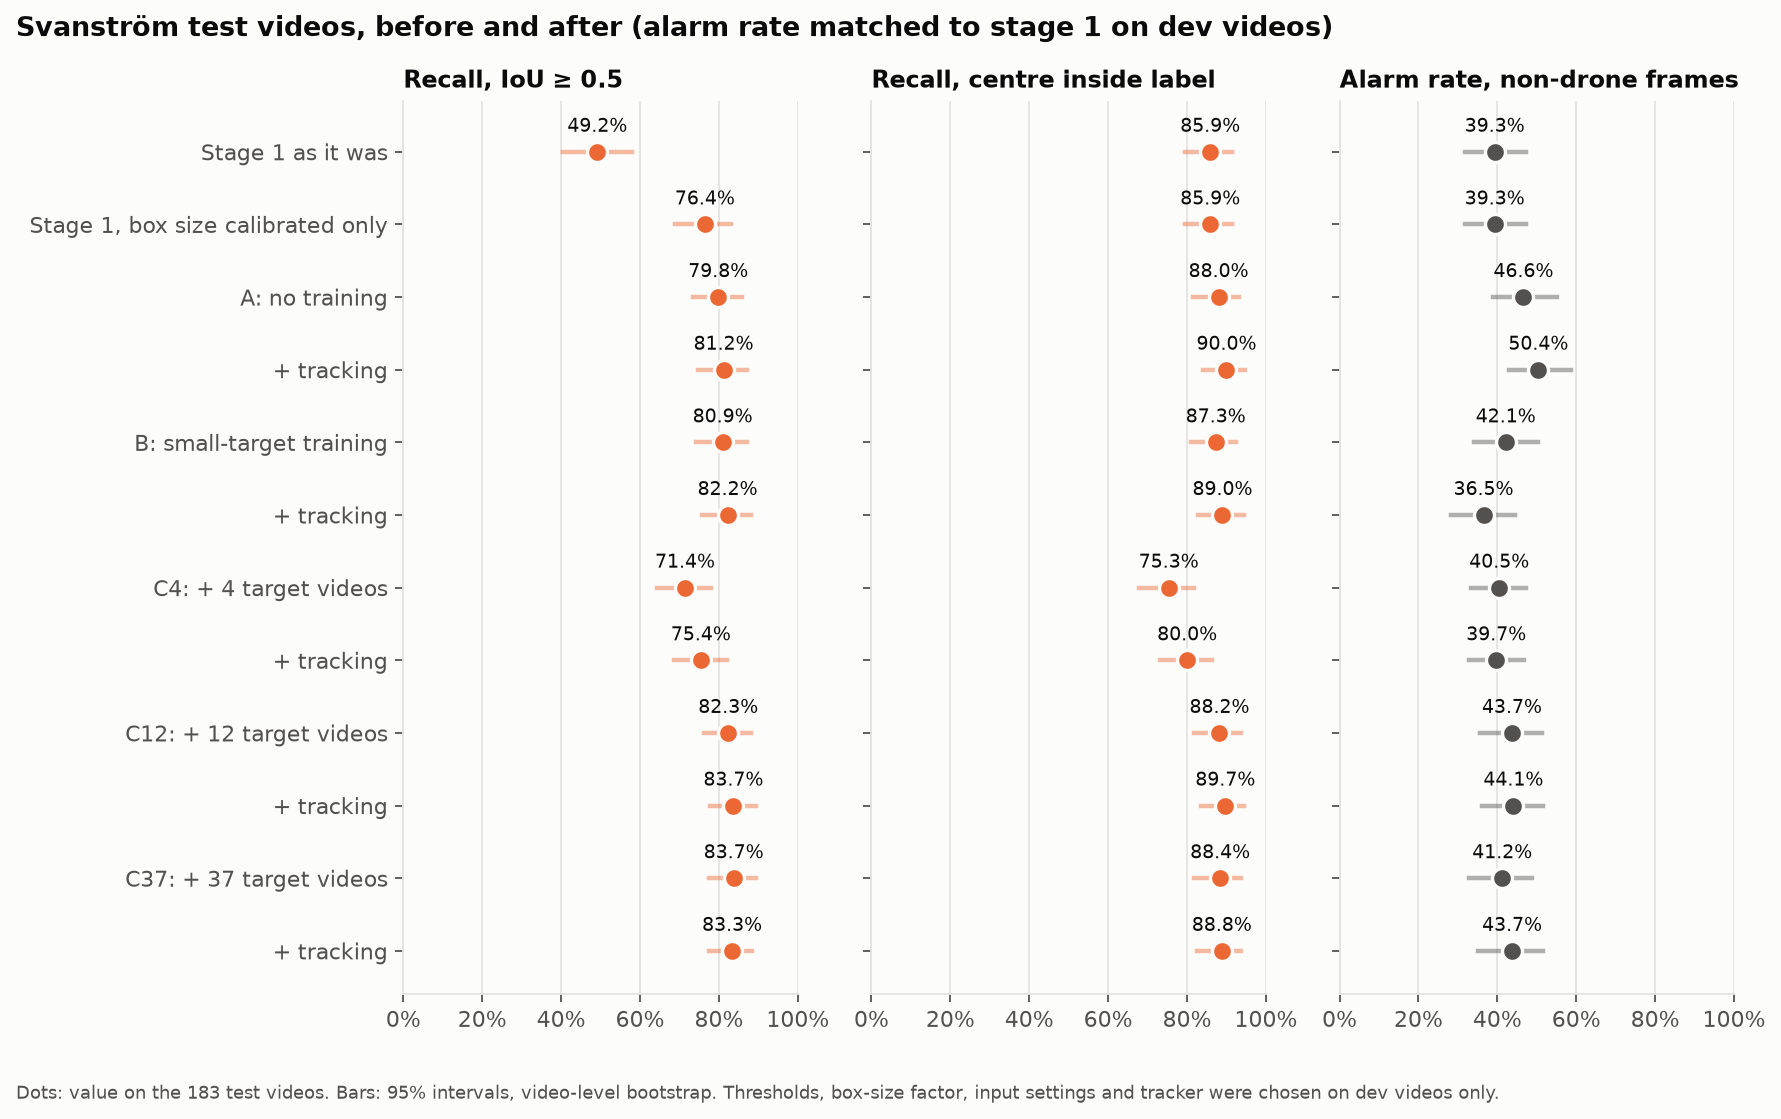 Svanström test videos, before and after (alarm rate matched to stage 1 on dev videos)
Recall, IoU ≥ 0.5
Recall, centre inside label
Alarm rate, non-drone frames
Stage 1 as it was
49.2%
85.9%
39.3%
Stage 1, box size calibrated only
76.4%
85.9%
39.3%
A: no training
79.8%
88.0%
46.6%
+ tracking
81.2%
90.0%
50.4%
B: small-target training
80.9%
87.3%
42.1%
+ tracking
82.2%
89.0%
36.5%
C4: + 4 target videos
71.4%
75.3%
40.5%
+ tracking
75.4%
80.0%
39.7%
C12: + 12 target videos
82.3%
88.2%
43.7%
+ tracking
83.7%
89.7%
44.1%
C37: + 37 target videos
83.7%
88.4%
41.2%
+ tracking
83.3%
88.8%
43.7%
0% 20% 40% 60% 80% 100%
0% 20% 40% 60% 80% 100%
0% 20% 40% 60% 80% 100%
Dots: value on the 183 test videos. Bars: 95% intervals, video-level bootstrap. Thresholds, box-size factor, input settings and tracker were chosen on dev videos only.